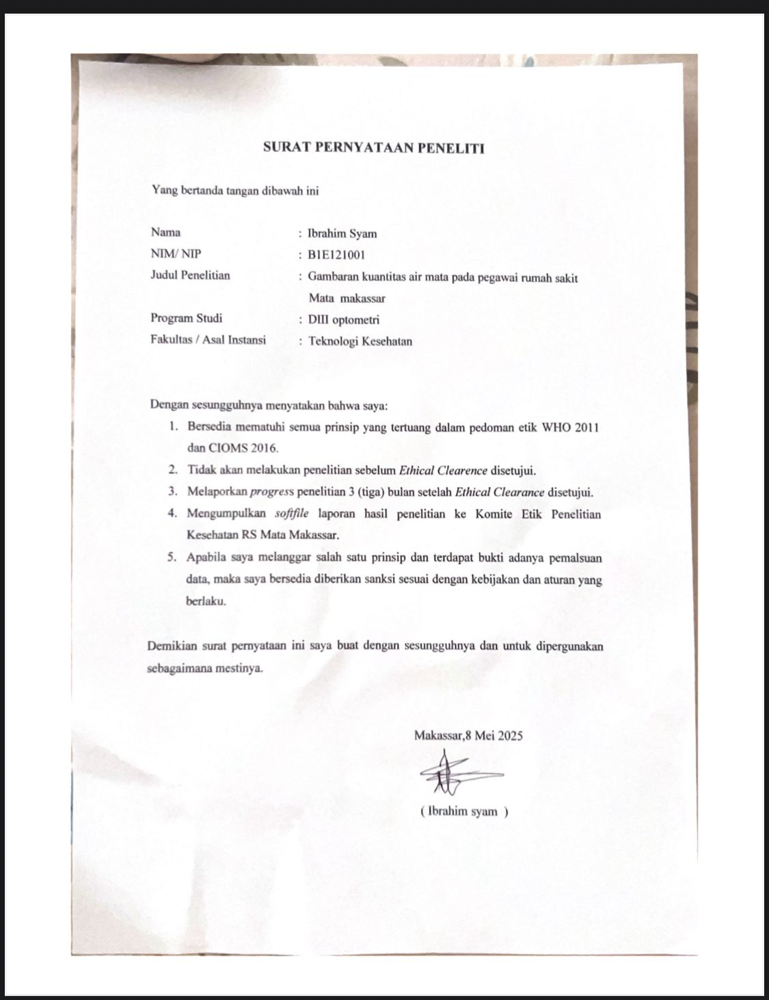 SURAT PERNYATAAN PENELITI
Yang bertanda tangan dibawah ini
Nama : Ibrahim Syam
NIM/ NIP : B1E121001
Judul Penelitian : Gambaran kuantitas air mata pada pegawai rumah sakit
Mata makassar
Program Studi : DIII optometri
Fakultas / Asal Instansi : Teknologi Kesehatan
Dengan sesungguhnya menyatakan bahwa saya:
1. Bersedia mematuhi semua prinsip yang tertuang dalam pedoman etik WHO 2011
dan CIOMS 2016.
2. Tidak akan melakukan penelitian sebelum Ethical Clearence disetujui.
3. Melaporkan progress penelitian 3 (tiga) bulan setelah Ethical Clearance disetujui.
4. Mengumpulkan softfile laporan hasil penelitian ke Komite Etik Penelitian
Kesehatan RS Mata Makassar.
5. Apabila saya melanggar salah satu prinsip dan terdapat bukti adanya pemalsuan
data, maka saya bersedia diberikan sanksi sesuai dengan kebijakan dan aturan yang
berlaku.
Demikian surat pernyataan ini saya buat dengan sesungguhnya dan untuk dipergunakan
sebagaimana mestinya.
Makassar,8 Mei 2025
( Ibrahim syam )